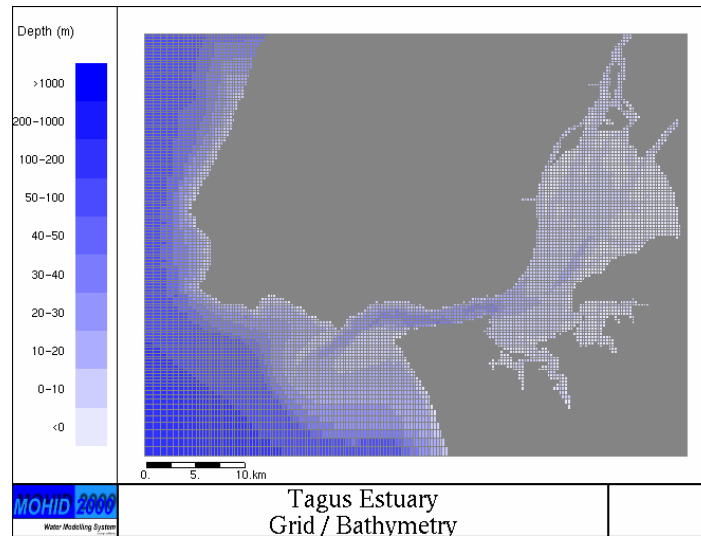 Depth (m)
>1000
200-1000
100-200
50-100
40-50
30-40
20-30
10-20
0-10
<0
0. 5. 10.km
MOHID 2000
Water Modelling System
Tagus Estuary
Grid / Bathymetry